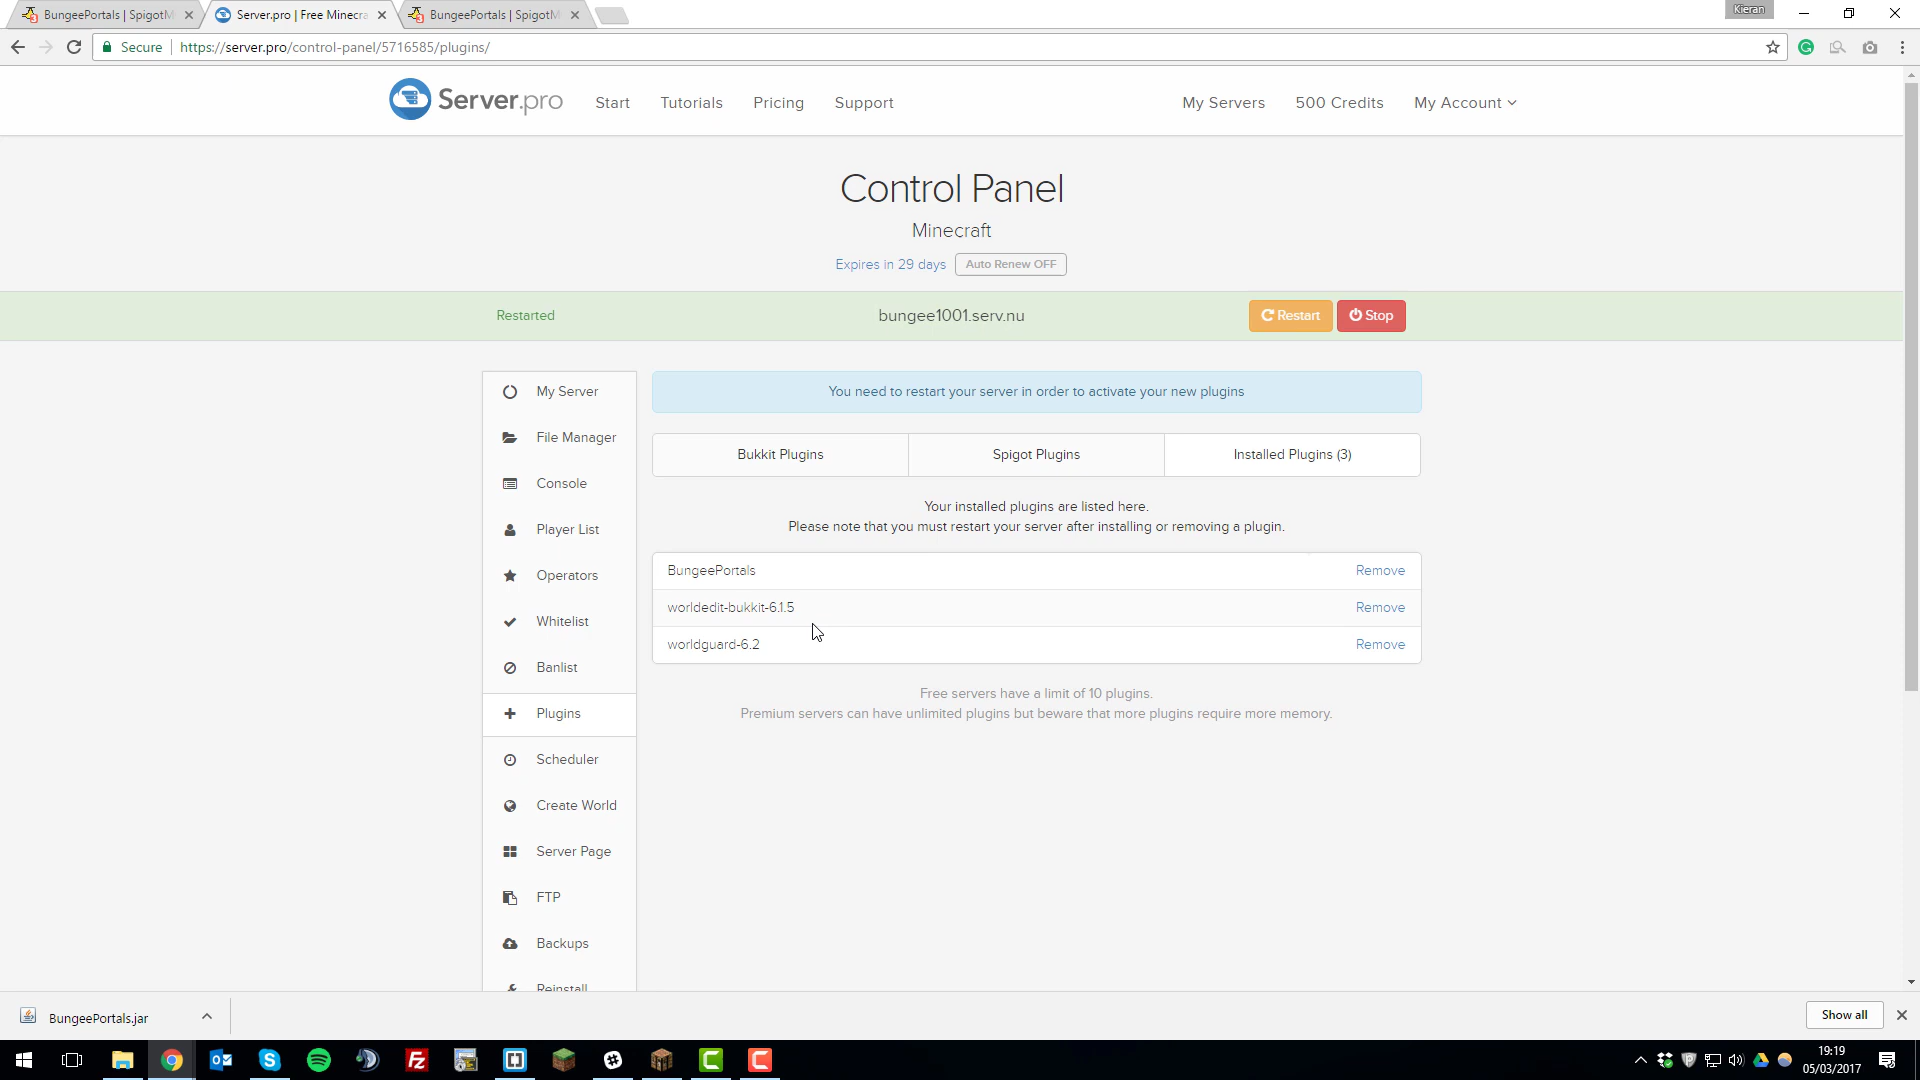 BungeePortals | SpigotM
Server.pro | Free Minecra
BungeePortals | SpigotM
Kieran
Secure
https://server.pro/control-panel/5716585/plugins/
Server.pro
Start
Tutorials
Pricing
Support
My Servers
500 Credits
My Account
Control Panel
Minecraft
Expires in 29 days
Auto Renew OFF
Restarted
bungee1001.serv.nu
Restart
Stop
My Server
File Manager
Console
Player List
Operators
Whitelist
Banlist
Plugins
Scheduler
Create World
Server Page
FTP
Backups
Reinstall
You need to restart your server in order to activate your new plugins
Bukkit Plugins
Spigot Plugins
Installed Plugins (3)
Your installed plugins are listed here.
Please note that you must restart your server after installing or removing a plugin.
BungeePortals
Remove
worldedit-bukkit-6.1.5
Remove
worldguard-6.2
Remove
Free servers have a limit of 10 plugins.
Premium servers can have unlimited plugins but beware that more plugins require more memory.
BungeePortals.jar
Show all
19:19
05/03/2017